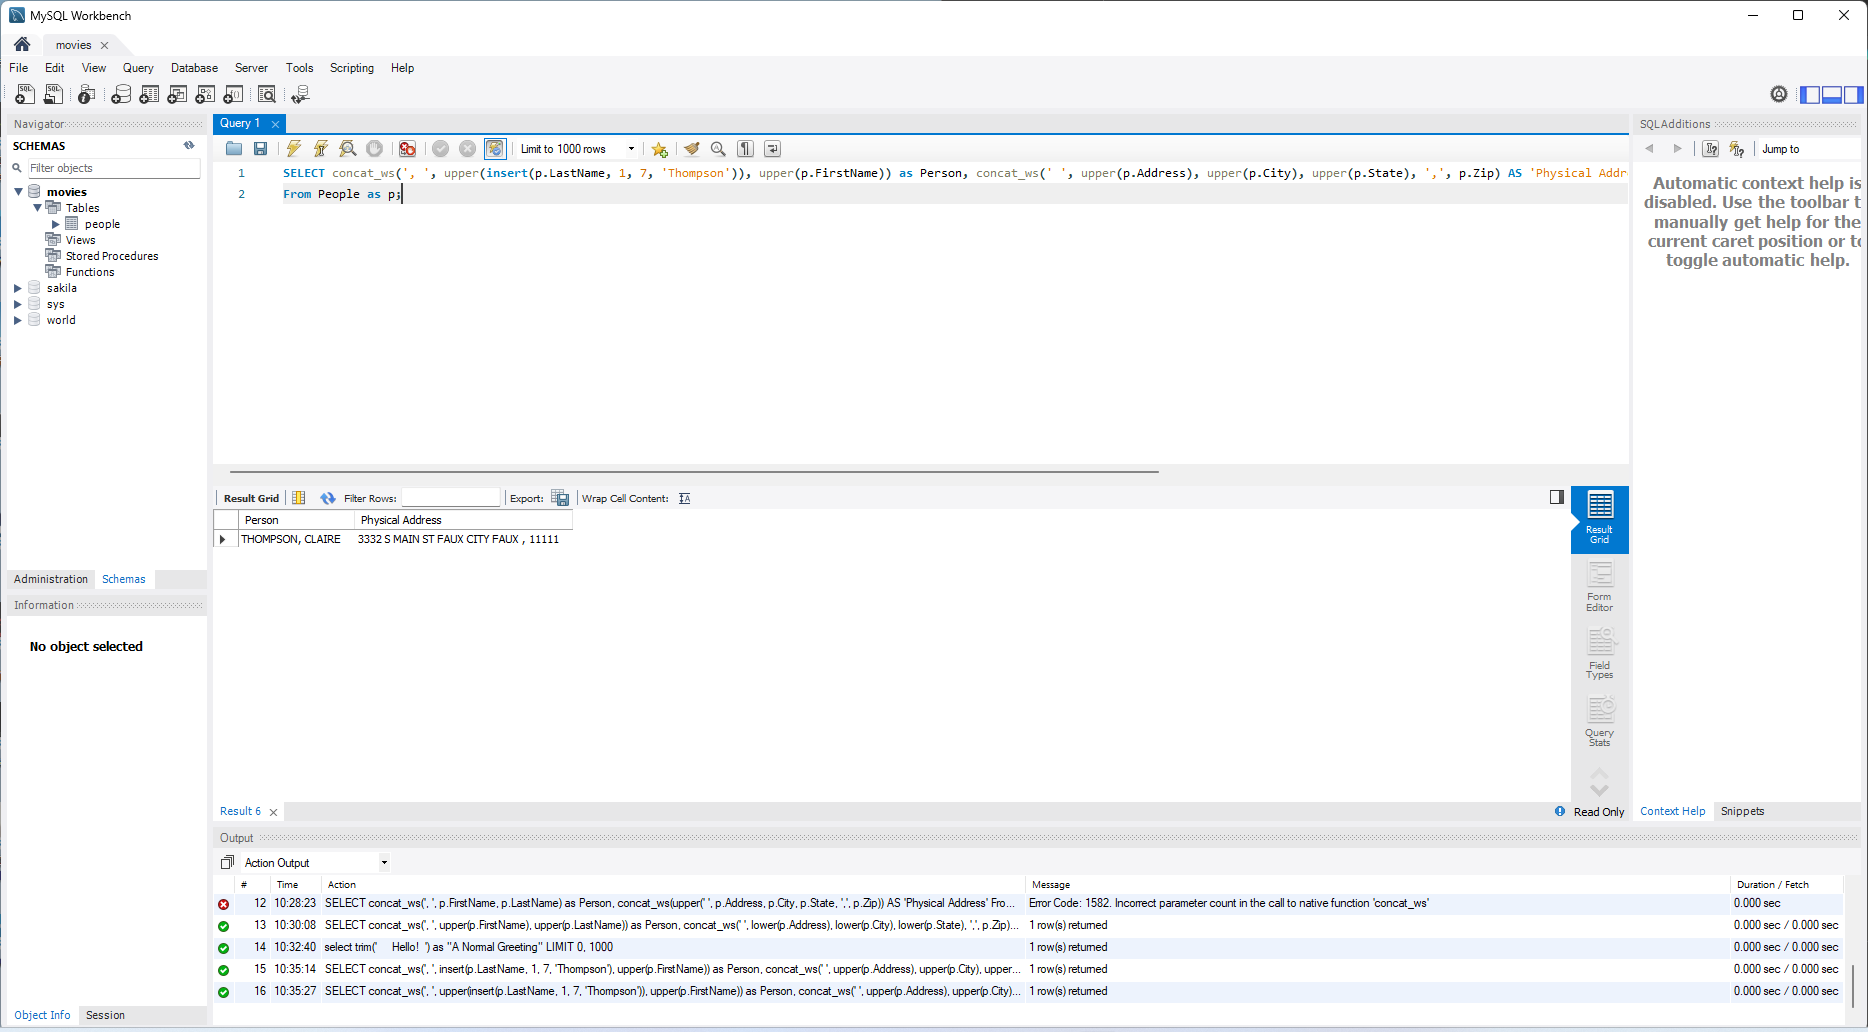 MySQL Workbench
movies
File Edit View Query Database Server Tools Scripting Help
Navigator
SCHEMAS
Filter objects
movies
Tables
people
Views
Stored Procedures
Functions
sakila
sys
world
Administration Schemas
Information
No object selected
Object Info Session
Query 1
Limit to 1000 rows
1 SELECT concat_ws(', ', upper(insert(p.LastName, 1, 7, 'Thompson')), upper(p.FirstName)) as Person, concat_ws(' ', upper(p.Address), upper(p.City), upper(p.State), ',', p.Zip) AS 'Physical Addr
2 From People as p;
Result Grid Filter Rows: Export: Wrap Cell Content:
Person Physical Address
THOMPSON, CLAIRE 3332 S MAIN ST FAUX CITY FAUX , 11111
Result Grid
Form Editor
Field Types
Query Stats
Result 6
Read Only
SQLAdditions
Jump to
Automatic context help is
disabled. Use the toolbar t
manually get help for the
current caret position or to
toggle automatic help.
Context Help Snippets
Output
Action Output
# Time Action Message Duration / Fetch
12 10:28:23 SELECT concat_ws(', ', p.FirstName, p.LastName) as Person, concat_ws(upper(' ', p.Address, p.City, p.State, ',', p.Zip)) AS 'Physical Address' Fro... Error Code: 1582. Incorrect parameter count in the call to native function 'concat_ws' 0.000 sec
13 10:30:08 SELECT concat_ws(', ', upper(p.FirstName), upper(p.LastName)) as Person, concat_ws(' ', lower(p.Address), lower(p.City), lower(p.State), ',', p.Zip)... 1 row(s) returned 0.000 sec / 0.000 sec
14 10:32:40 select trim('     Hello!  ') as "A Normal Greeting" LIMIT 0, 1000 1 row(s) returned 0.000 sec / 0.000 sec
15 10:35:14 SELECT concat_ws(', ', insert(p.LastName, 1, 7, 'Thompson'), upper(p.FirstName)) as Person, concat_ws(' ', upper(p.Address), upper(p.City), upper... 1 row(s) returned 0.000 sec / 0.000 sec
16 10:35:27 SELECT concat_ws(', ', upper(insert(p.LastName, 1, 7, 'Thompson')), upper(p.FirstName)) as Person, concat_ws(' ', upper(p.Address), upper(p.City)... 1 row(s) returned 0.000 sec / 0.000 sec